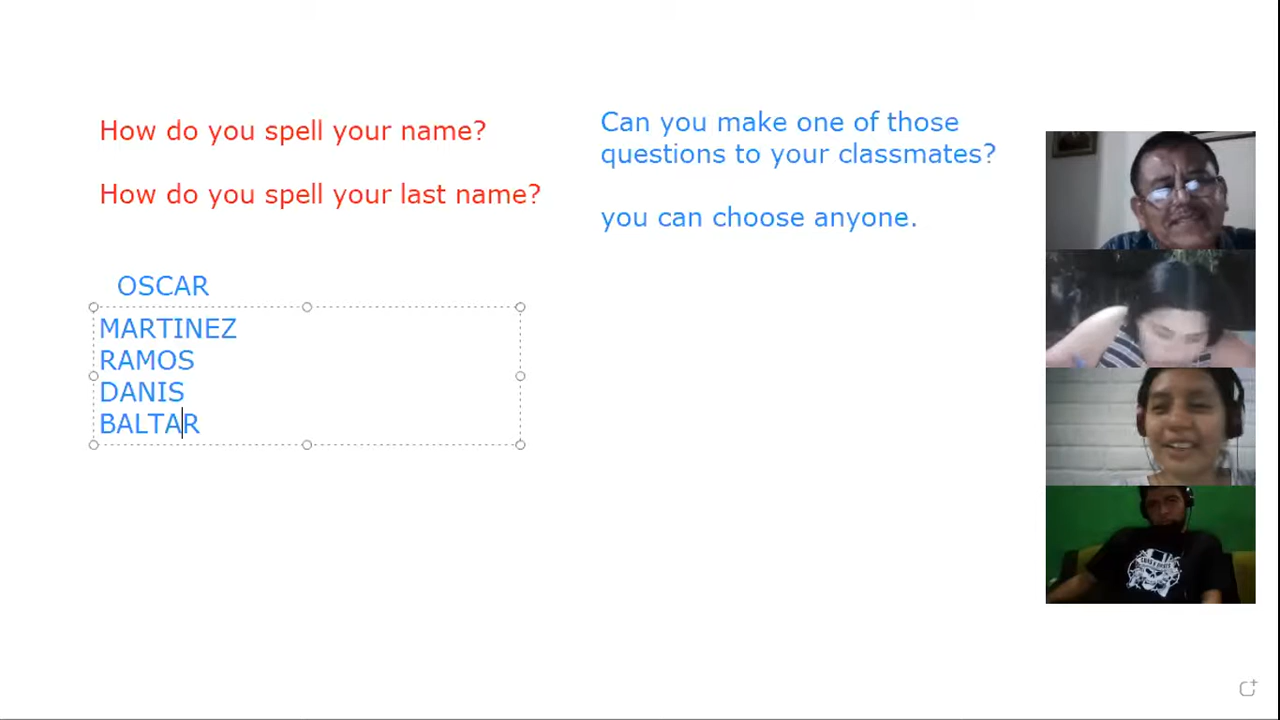 How do you spell your name?
How do you spell your last name?
OSCAR
MARTINEZ
RAMOS
DANIS
BALTAR
Can you make one of those
questions to your classmates?
you can choose anyone.